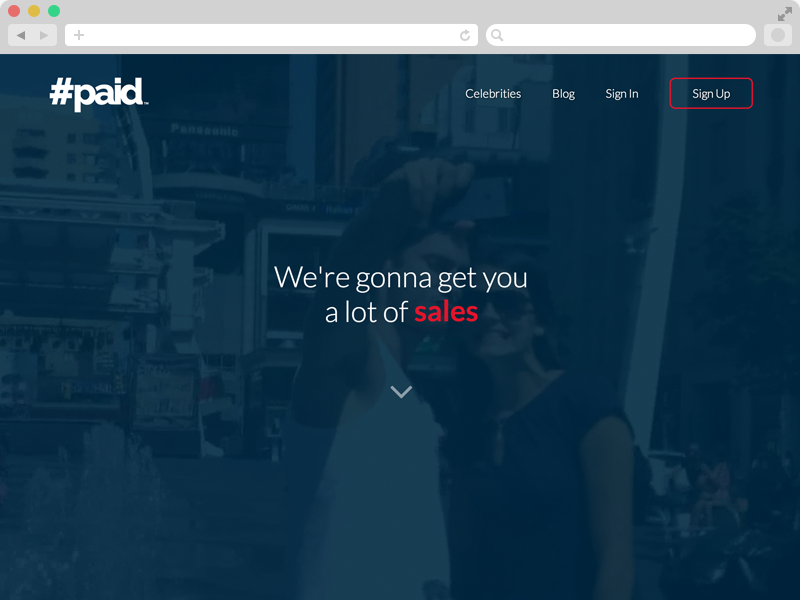 #paid™
Celebrities
Blog
Sign In
Sign Up
Panasonic
We're gonna get you
a lot of sales